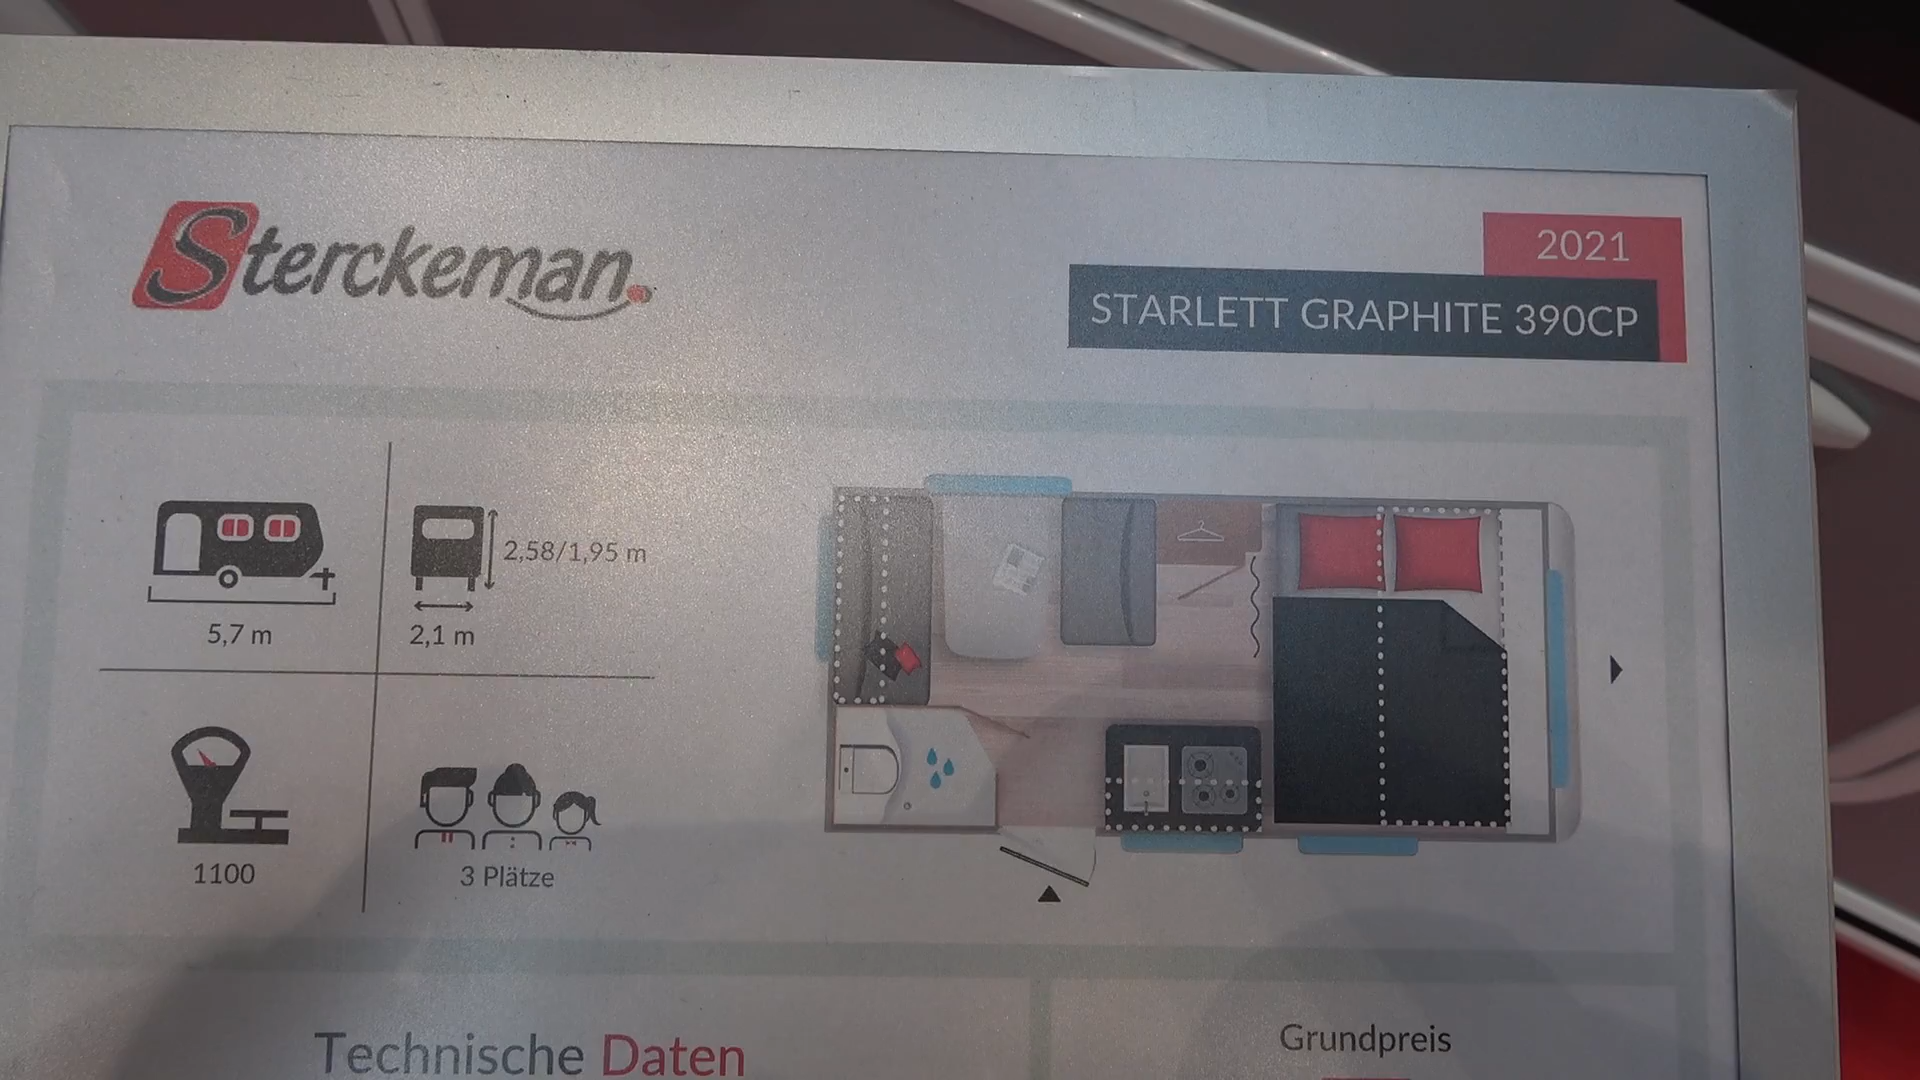 Sterckeman
2021
STARLETT GRAPHITE 390CP
5,7 m
2,58/1,95 m
2,1 m
1100
3 Plätze
Technische Daten
Grundpreis